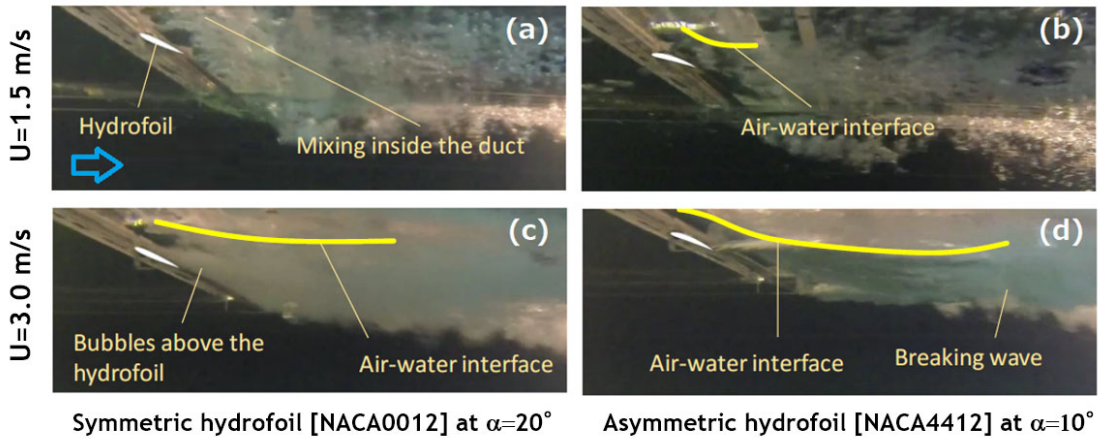 U=1.5 m/s
(a)
Hydrofoil
Mixing inside the duct
(b)
Air-water interface
U=3.0 m/s
(c)
Bubbles above the
hydrofoil
Air-water interface
(d)
Air-water interface
Breaking wave
Symmetric hydrofoil [NACA0012] at α=20°
Asymmetric hydrofoil [NACA4412] at α=10°